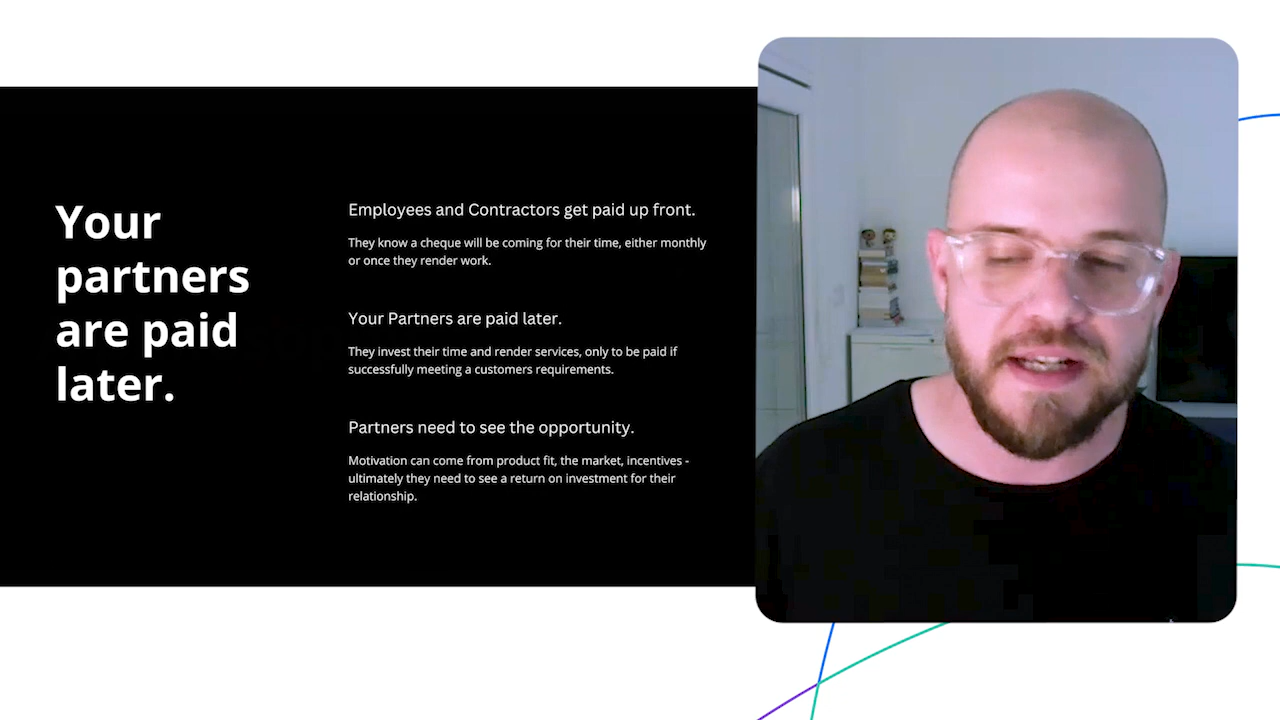 Your
partners
are paid
later.
Employees and Contractors get paid up front.
They know a cheque will be coming for their time, either monthly
or once they render work.
Your Partners are paid later.
They invest their time and render services, only to be paid if
successfully meeting a customers requirements.
Partners need to see the opportunity.
Motivation can come from product fit, the market, incentives -
ultimately they need to see a return on investment for their
relationship.